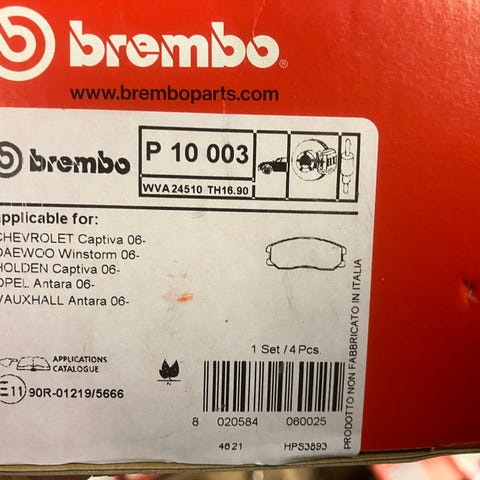 brembo®
www.bremboparts.com
brembo
P 10 003
WVA 24510 TH16.90
applicable for:
CHEVROLET Captiva 06-
DAEWOO Winstorm 06-
HOLDEN Captiva 06-
OPEL Antara 06-
VAUXHALL Antara 06-
1 Set / 4 Pcs.
APPLICATIONS
CATALOGUE
N
E11 90R-01219/5666
8 020584 060025
4621 HPS3893
PRODOTTO NON FABBRICATO IN ITALIA